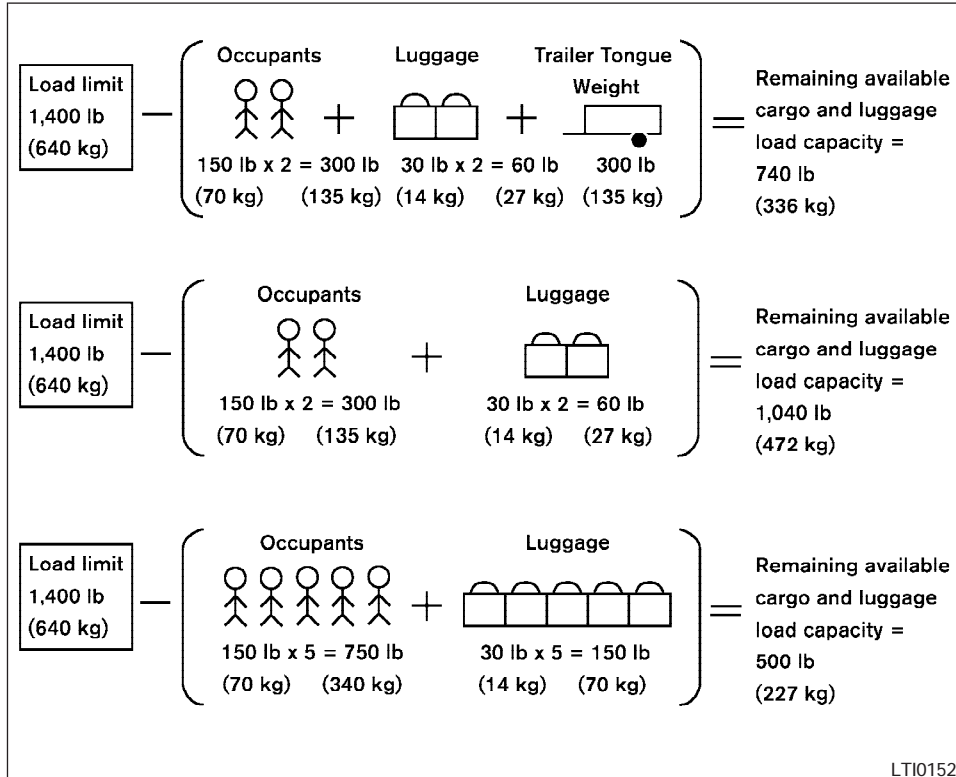 Occupants Luggage Trailer Tongue
Weight
Load limit
1,400 lb
(640 kg)
—
+
+
150 lb x 2 = 300 lb 30 lb x 2 = 60 lb 300 lb
(70 kg) (135 kg) (14 kg) (27 kg) (135 kg)
=
Remaining available
cargo and luggage
load capacity =
740 lb
(336 kg)
Occupants Luggage
Load limit
1,400 lb
(640 kg)
—
+
150 lb x 2 = 300 lb 30 lb x 2 = 60 lb
(70 kg) (135 kg) (14 kg) (27 kg)
=
Remaining available
cargo and luggage
load capacity =
1,040 lb
(472 kg)
Occupants Luggage
Load limit
1,400 lb
(640 kg)
—
+
150 lb x 5 = 750 lb 30 lb x 5 = 150 lb
(70 kg) (340 kg) (14 kg) (70 kg)
=
Remaining available
cargo and luggage
load capacity =
500 lb
(227 kg)
LTI0152